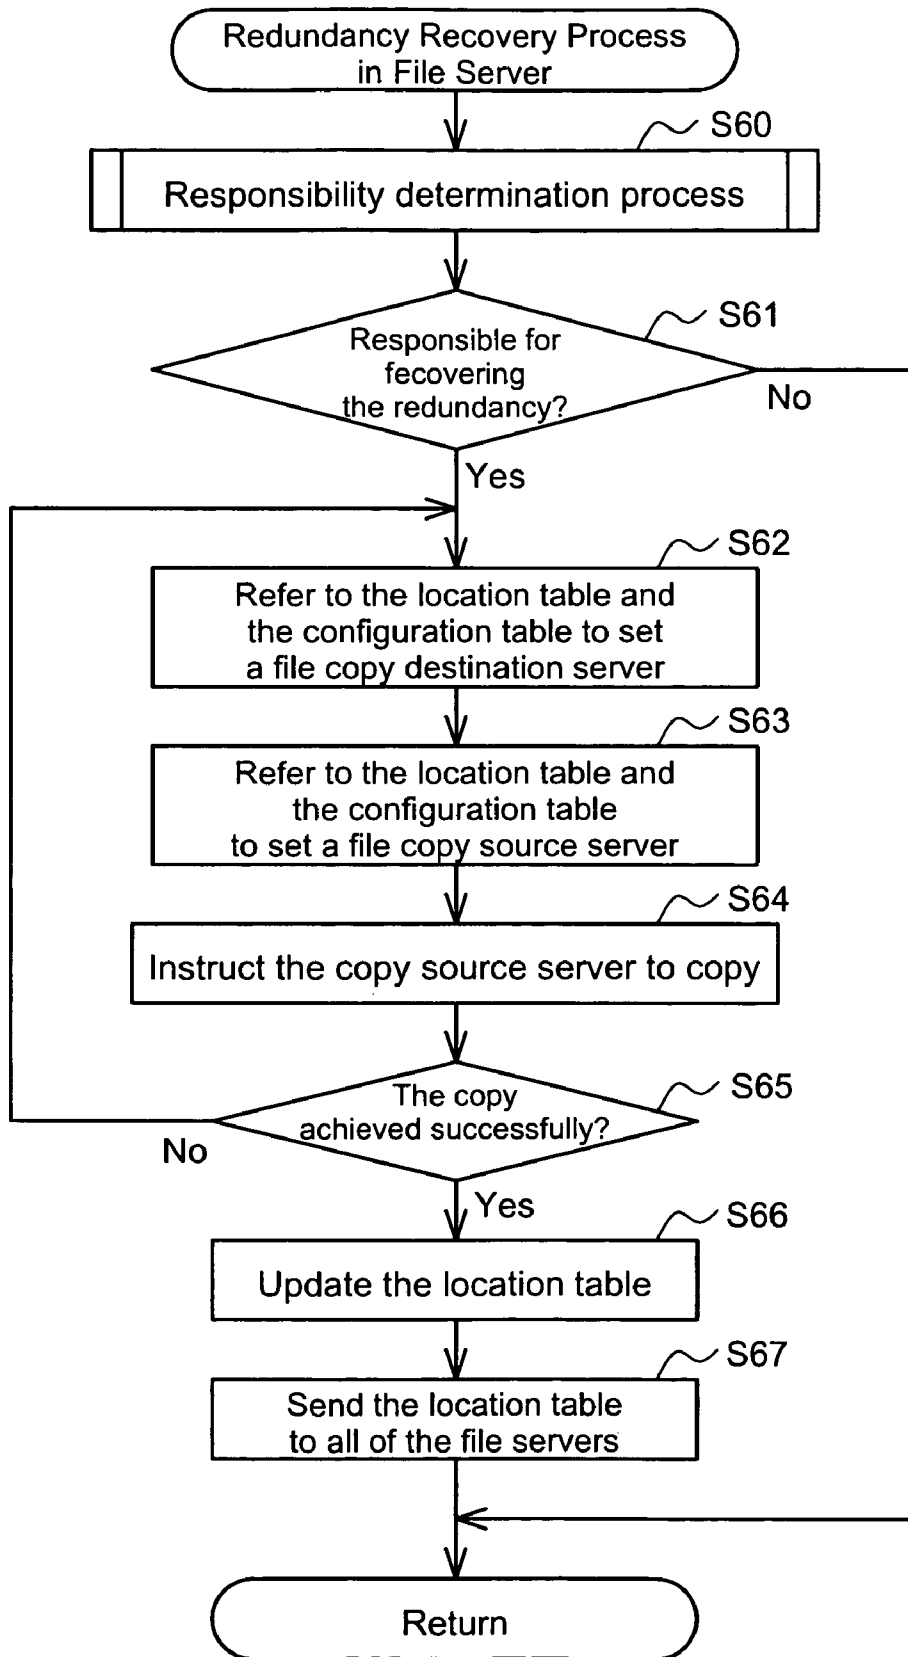 Redundancy Recovery Process
in File Server
S60
Responsibility determination process
S61
Responsible for
fecovering
the redundancy?
No
Yes
S62
Refer to the location table and
the configuration table to set
a file copy destination server
S63
Refer to the location table and
the configuration table
to set a file copy source server
S64
Instruct the copy source server to copy
S65
The copy
achieved successfully?
No
Yes
S66
Update the location table
S67
Send the location table
to all of the file servers
Return